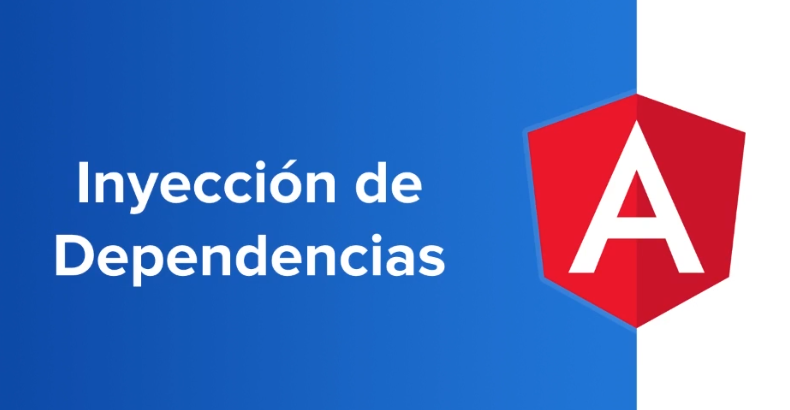 Inyección de
Dependencias
A